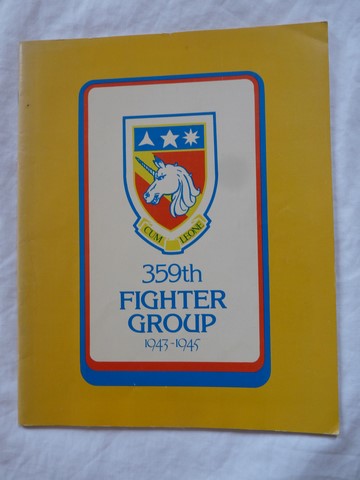 CUM LEONE
359th
FIGHTER
GROUP
1943-1945